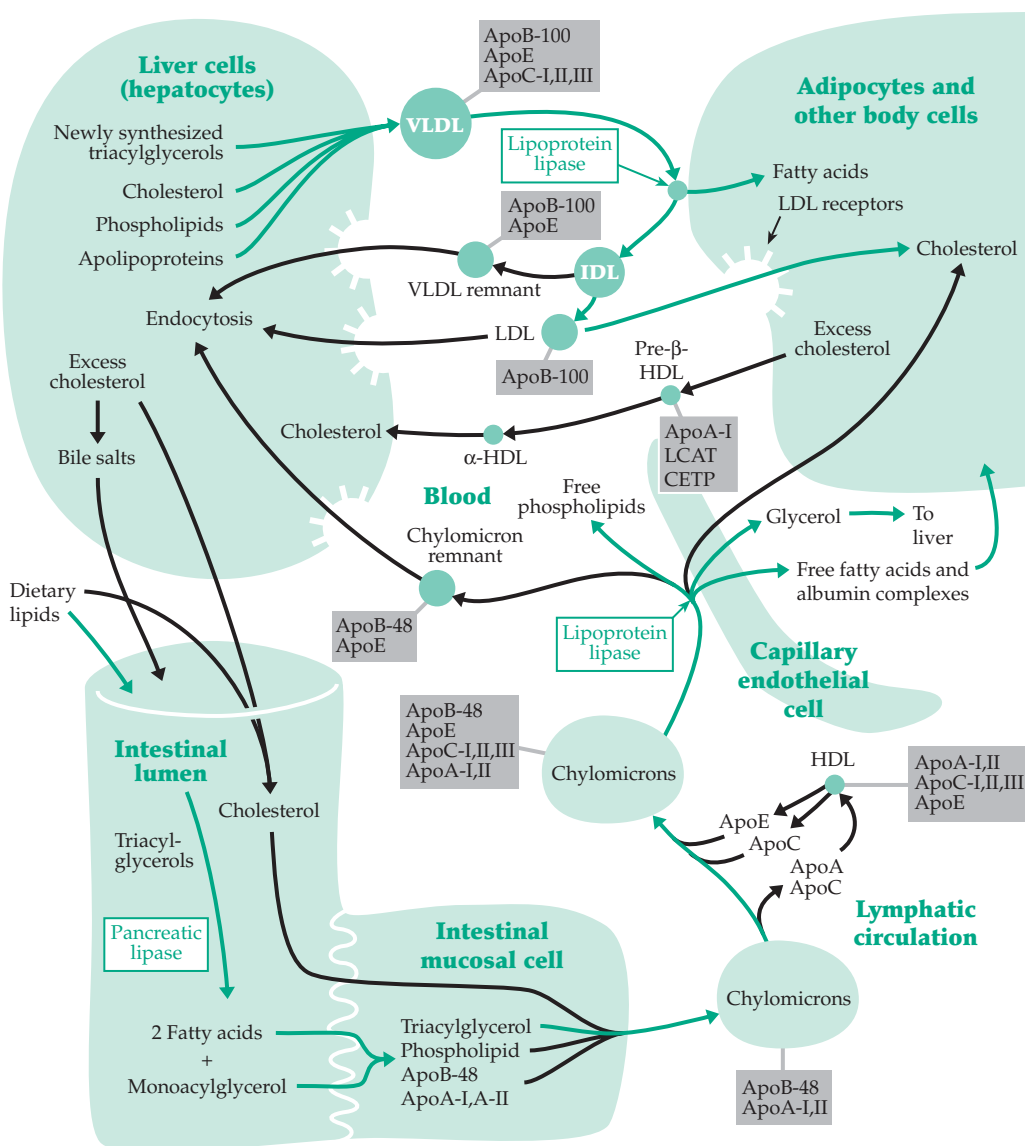 ApoB-100
ApoE
ApoC-I,II,III
Liver cells
(hepatocytes)
Adipocytes and
other body cells
VLDL
Newly synthesized
triacylglycerols
Cholesterol
Phospholipids
Apolipoproteins
Lipoprotein
lipase
Fatty acids
LDL receptors
Cholesterol
ApoB-100
ApoE
IDL
VLDL remnant
Endocytosis
LDL
ApoB-100
Excess
cholesterol
Pre-β-
HDL
Excess
cholesterol
Bile salts
Cholesterol
α-HDL
ApoA-I
LCAT
CETP
Blood
Free
phospholipids
Glycerol
To
liver
Chylomicron
remnant
Free fatty acids and
albumin complexes
Dietary
lipids
ApoB-48
ApoE
Lipoprotein
lipase
Capillary
endothelial
cell
ApoB-48
ApoE
ApoC-I,II,III
ApoA-I,II
Chylomicrons
Intestinal
lumen
Cholesterol
Triacyl-
glycerols
HDL
ApoA-I,II
ApoC-I,II,III
ApoE
ApoE
ApoC
ApoA
ApoC
Lymphatic
circulation
Pancreatic
lipase
Intestinal
mucosal cell
Chylomicrons
2 Fatty acids
+
Monoacylglycerol
Triacylglycerol
Phospholipid
ApoB-48
ApoA-I,A-II
ApoB-48
ApoA-I,II